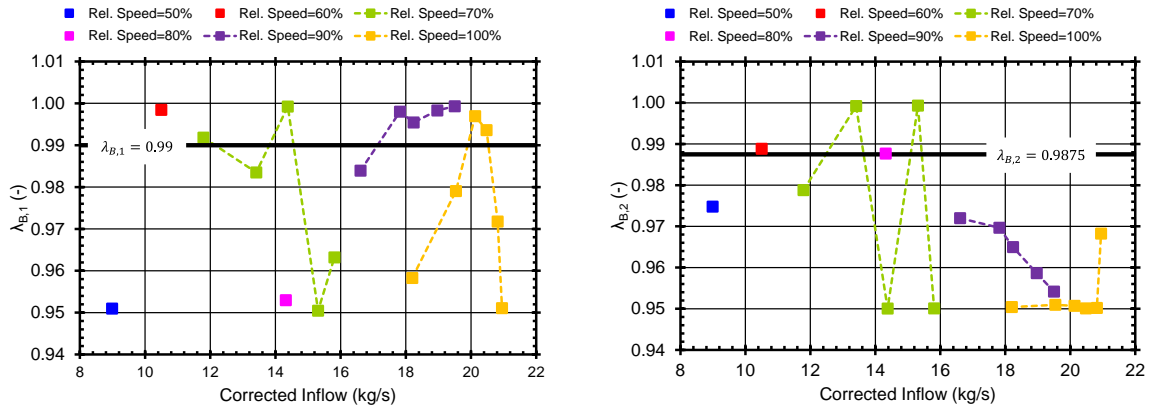 Rel. Speed=50% Rel. Speed=60% Rel. Speed=70%
Rel. Speed=80% Rel. Speed=90% Rel. Speed=100%
1.01
1.00
0.99
0.98
0.97
0.96
0.95
0.94
λB,1 (-)
λB,1 = 0.99
8 10 12 14 16 18 20 22
Corrected Inflow (kg/s)
Rel. Speed=50% Rel. Speed=60% Rel. Speed=70%
Rel. Speed=80% Rel. Speed=90% Rel. Speed=100%
1.01
1.00
0.99
0.98
0.97
0.96
0.95
0.94
λB,2 (-)
λB,2 = 0.9875
8 10 12 14 16 18 20 22
Corrected Inflow (kg/s)